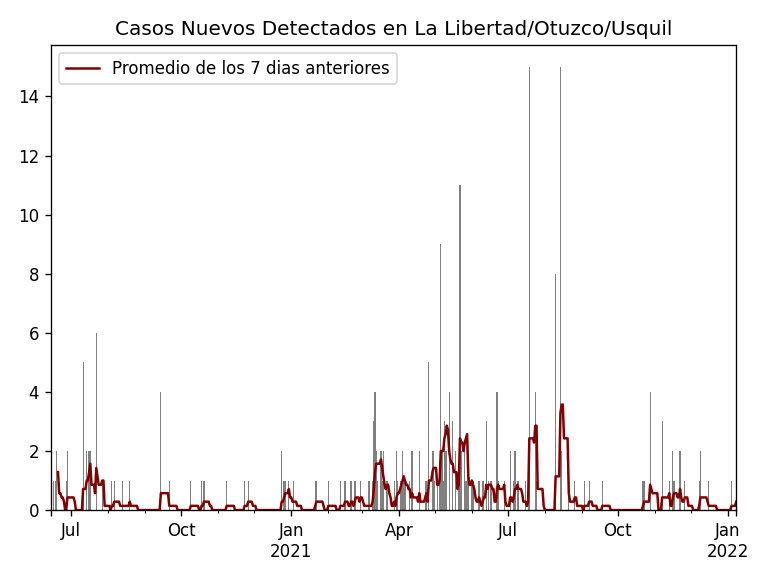 Casos Nuevos Detectados en La Libertad/Otuzco/Usquil
Promedio de los 7 dias anteriores
14
12
10
8
6
4
2
0
Jul
Oct
Jan
2021
Apr
Jul
Oct
Jan
2022